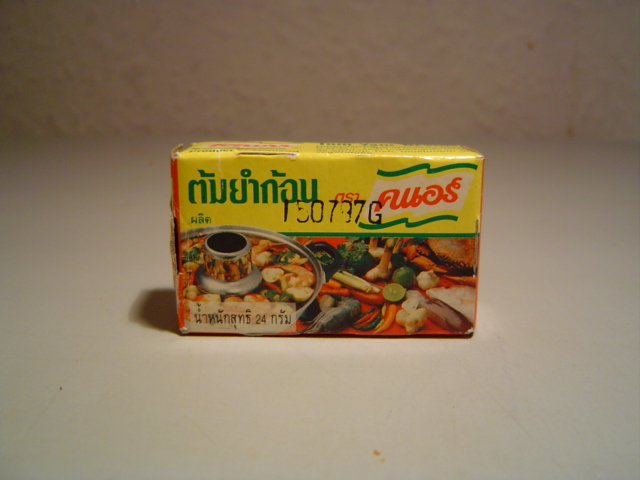 ต้มยำก้อน ตรา คนอร์
ผลิต T50797G
น้ำหนักสุทธิ 24 กรัม